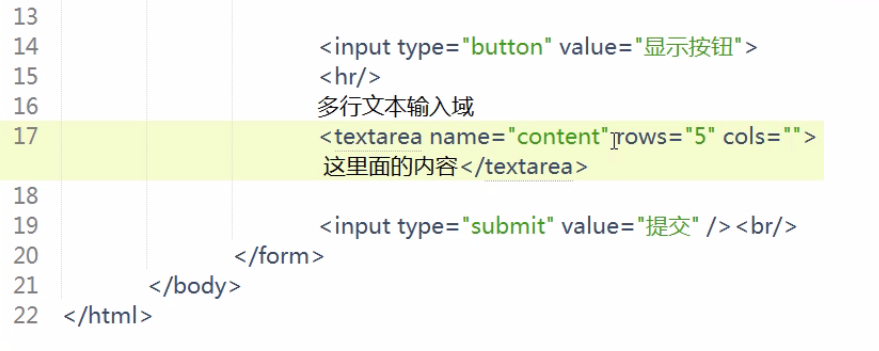 13
14 <input type="button" value="显示按钮">
15 <hr/>
16 多行文本输入域
17 <textarea name="content" rows="5" cols="">
这里面的内容</textarea>
18
19 <input type="submit" value="提交" /><br/>
20 </form>
21 </body>
22 </html>